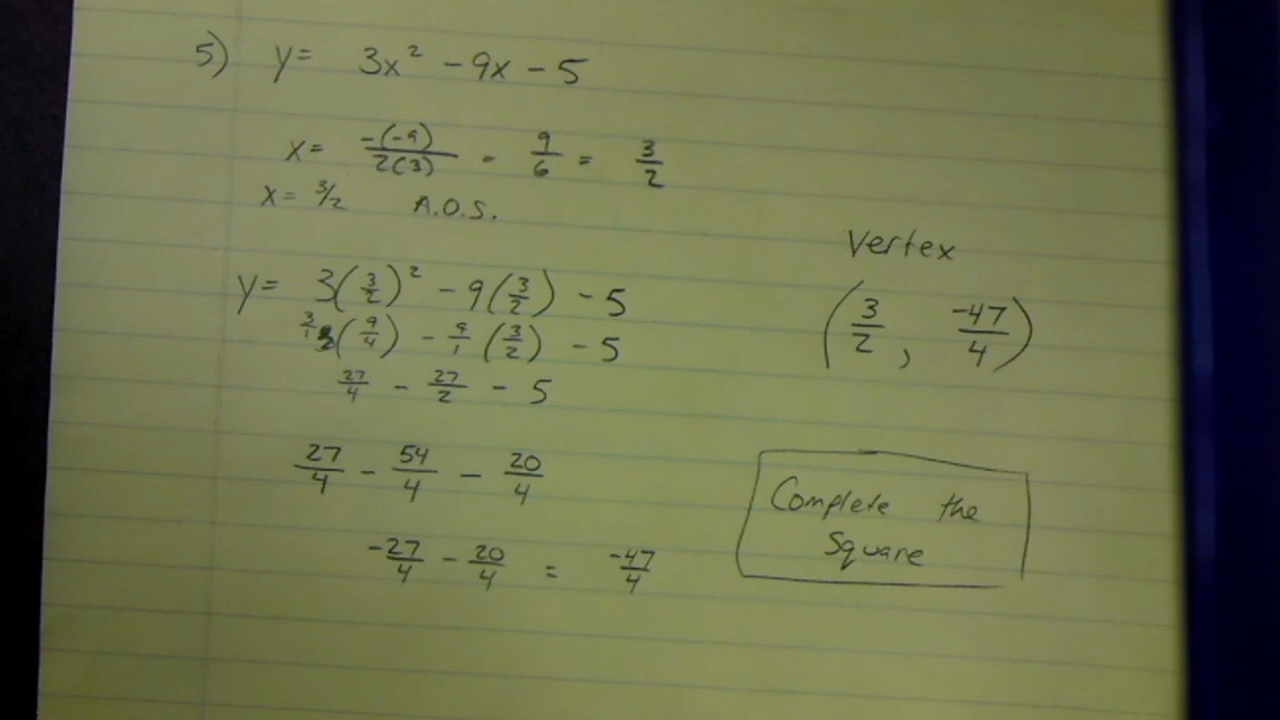 5) y = 3x² - 9x - 5
x = -(-9)/2(3) = 9/6 = 3/2
x = 3/2 A.O.S.
y = 3(3/2)² - 9(3/2) - 5
3/1(9/4) - 9/1(3/2) - 5
27/4 - 27/2 - 5
27/4 - 54/4 - 20/4
-27/4 - 20/4 = -47/4
Vertex
(3/2, -47/4)
Complete the
Square